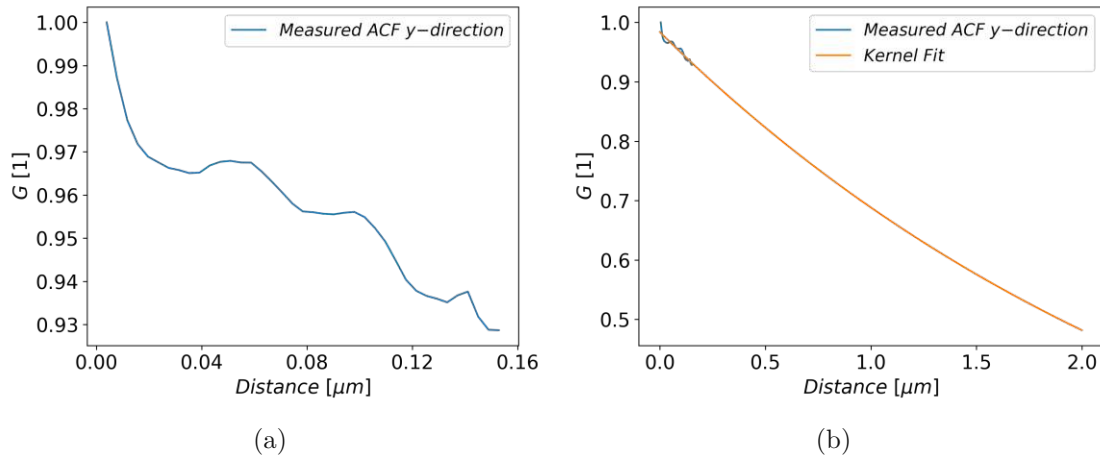 Measured ACF y−direction
1.00
0.99
0.98
0.97
0.96
0.95
0.94
0.93
G [1]
0.00 0.04 0.08 0.12 0.16
Distance [μm]
(a)
Measured ACF y−direction
Kernel Fit
1.0
0.9
0.8
0.7
0.6
0.5
G [1]
0.0 0.5 1.0 1.5 2.0
Distance [μm]
(b)